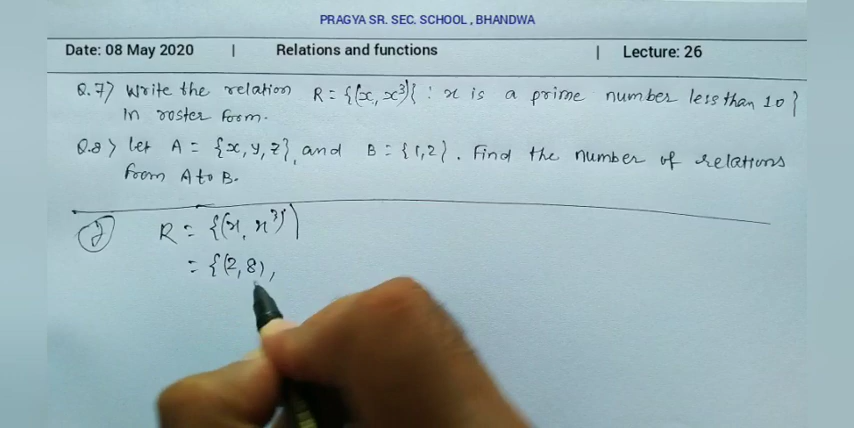 PRAGYA SR. SEC. SCHOOL , BHANDWA
Date: 08 May 2020 | Relations and functions | Lecture: 26
Q.7) Write the relation R = {(x, x³)} : x is a prime number less than 10}
in roster form.
Q.8) let A = {x, y, z}, and B = {1, 2}. Find the number of relations
from A to B.
7) R = {(x, x³)}
= {(2, 8),